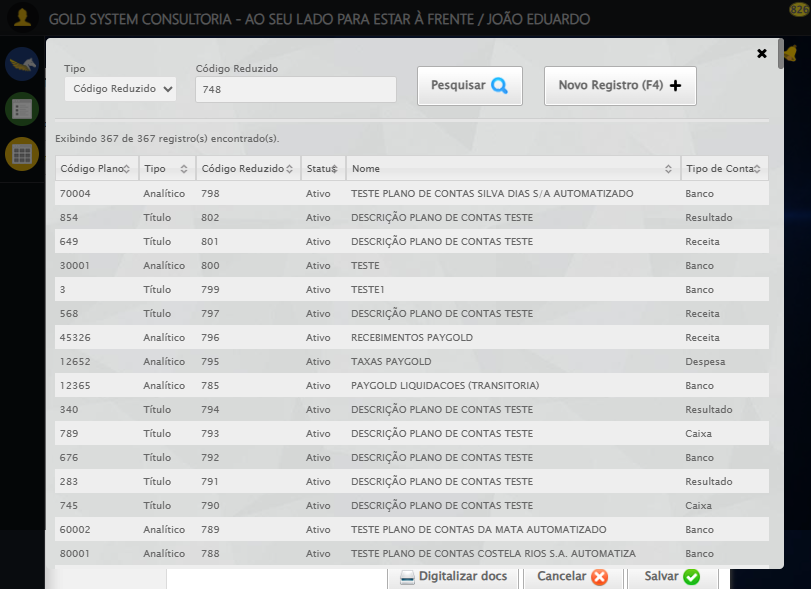 GOLD SYSTEM CONSULTORIA - AO SEU LADO PARA ESTAR À FRENTE / JOÃO EDUARDO
826
Tipo Código Reduzido
Código Reduzido 748 Pesquisar Novo Registro (F4)
Exibindo 367 de 367 registro(s) encontrado(s).
Código Plano Tipo Código Reduzido Status Nome Tipo de Conta
70004 Analítico 798 Ativo TESTE PLANO DE CONTAS SILVA DIAS S/A AUTOMATIZADO Banco
854 Título 802 Ativo DESCRIÇÃO PLANO DE CONTAS TESTE Resultado
649 Título 801 Ativo DESCRIÇÃO PLANO DE CONTAS TESTE Receita
30001 Analítico 800 Ativo TESTE Banco
3 Título 799 Ativo TESTE1 Banco
568 Título 797 Ativo DESCRIÇÃO PLANO DE CONTAS TESTE Receita
45326 Analítico 796 Ativo RECEBIMENTOS PAYGOLD Receita
12652 Analítico 795 Ativo TAXAS PAYGOLD Despesa
12365 Analítico 785 Ativo PAYGOLD LIQUIDACOES (TRANSITORIA) Banco
340 Título 794 Ativo DESCRIÇÃO PLANO DE CONTAS TESTE Resultado
789 Título 793 Ativo DESCRIÇÃO PLANO DE CONTAS TESTE Caixa
676 Título 792 Ativo DESCRIÇÃO PLANO DE CONTAS TESTE Banco
283 Título 791 Ativo DESCRIÇÃO PLANO DE CONTAS TESTE Resultado
745 Título 790 Ativo DESCRIÇÃO PLANO DE CONTAS TESTE Caixa
60002 Analítico 789 Ativo TESTE PLANO DE CONTAS DA MATA AUTOMATIZADO Banco
80001 Analítico 788 Ativo TESTE PLANO DE CONTAS COSTELA RIOS S.A. AUTOMATIZA Banco
Digitalizar docs Cancelar Salvar